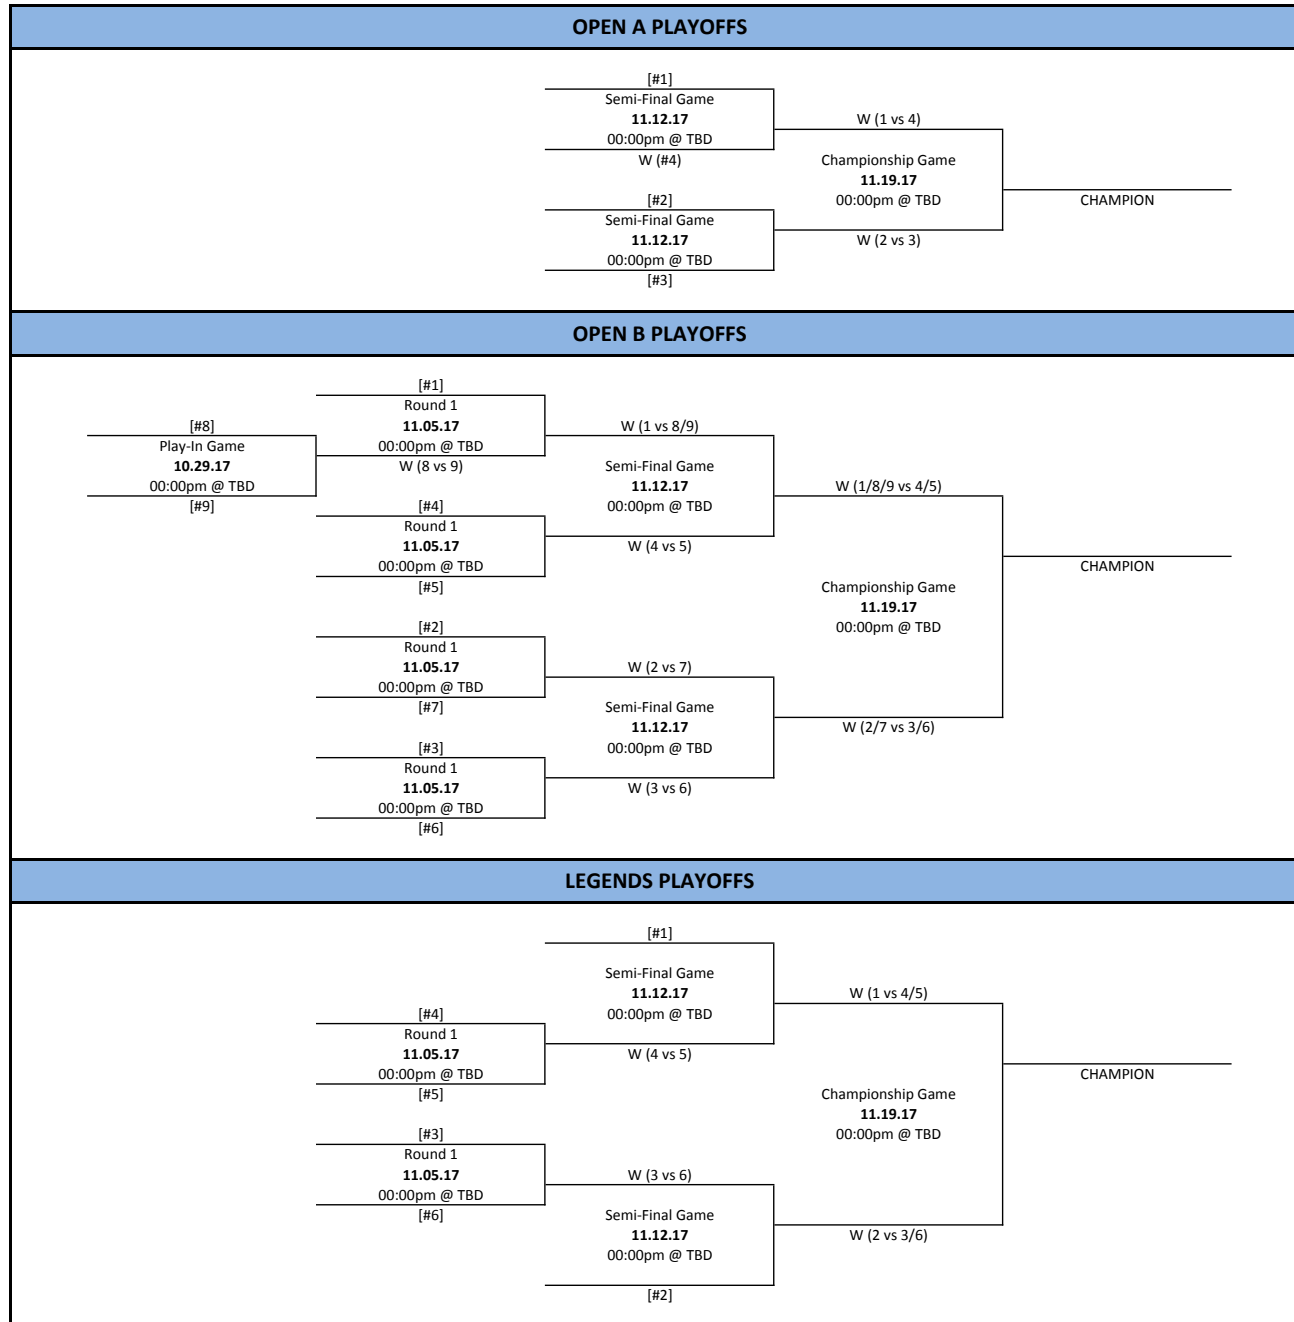 OPEN A PLAYOFFS
[#1]
Semi-Final Game
11.12.17
00:00pm @ TBD
W (#4)
[#2]
Semi-Final Game
11.12.17
00:00pm @ TBD
[#3]
W (1 vs 4)
Championship Game
11.19.17
00:00pm @ TBD
W (2 vs 3)
CHAMPION
OPEN B PLAYOFFS
[#8]
Play-In Game
10.29.17
00:00pm @ TBD
[#9]
[#1]
Round 1
11.05.17
00:00pm @ TBD
W (8 vs 9)
[#4]
Round 1
11.05.17
00:00pm @ TBD
[#5]
[#2]
Round 1
11.05.17
00:00pm @ TBD
[#7]
[#3]
Round 1
11.05.17
00:00pm @ TBD
[#6]
W (1 vs 8/9)
Semi-Final Game
11.12.17
00:00pm @ TBD
W (4 vs 5)
W (2 vs 7)
Semi-Final Game
11.12.17
00:00pm @ TBD
W (3 vs 6)
W (1/8/9 vs 4/5)
Championship Game
11.19.17
00:00pm @ TBD
W (2/7 vs 3/6)
CHAMPION
LEGENDS PLAYOFFS
[#4]
Round 1
11.05.17
00:00pm @ TBD
[#5]
[#3]
Round 1
11.05.17
00:00pm @ TBD
[#6]
[#1]
Semi-Final Game
11.12.17
00:00pm @ TBD
W (4 vs 5)
W (3 vs 6)
Semi-Final Game
11.12.17
00:00pm @ TBD
[#2]
W (1 vs 4/5)
Championship Game
11.19.17
00:00pm @ TBD
W (2 vs 3/6)
CHAMPION